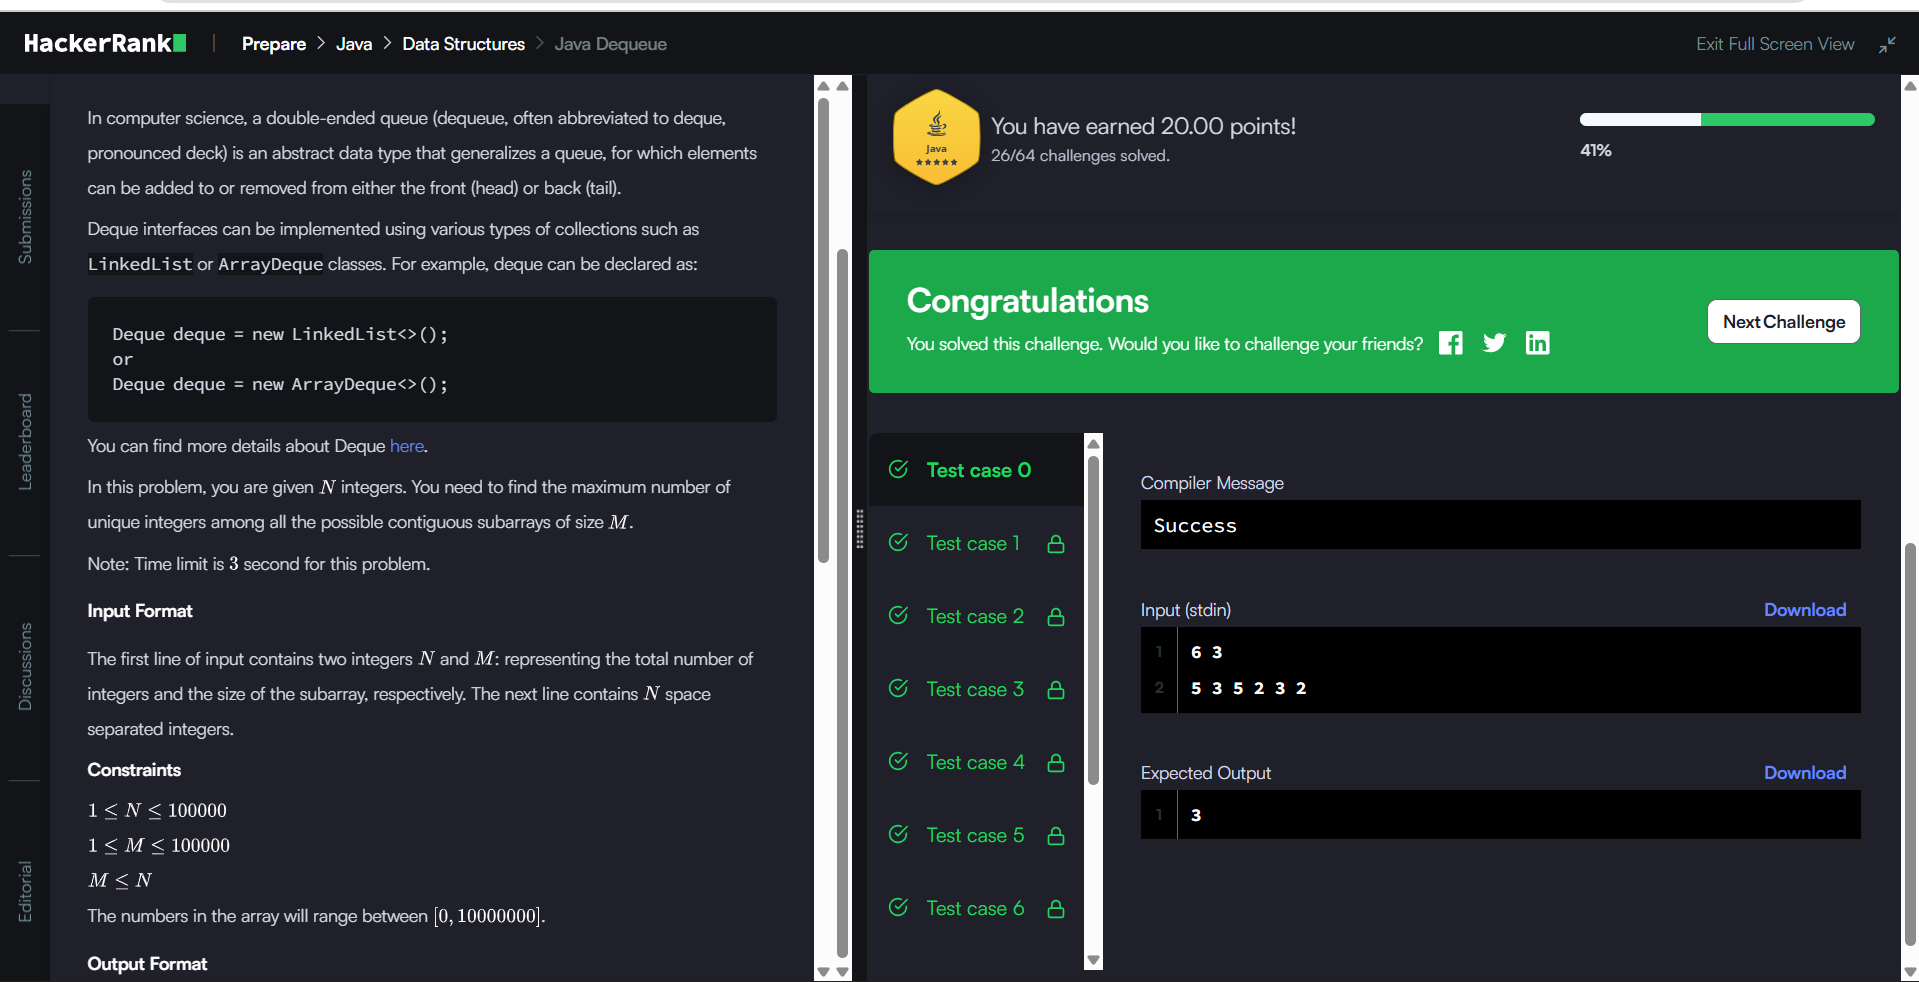 HackerRank
Prepare > Java > Data Structures > Java Dequeue
Exit Full Screen View
Submissions
Leaderboard
Discussions
Editorial
In computer science, a double-ended queue (dequeue, often abbreviated to deque,
pronounced deck) is an abstract data type that generalizes a queue, for which elements
can be added to or removed from either the front (head) or back (tail).
Deque interfaces can be implemented using various types of collections such as
LinkedList or ArrayDeque classes. For example, deque can be declared as:
Deque deque = new LinkedList<>();
or
Deque deque = new ArrayDeque<>();
You can find more details about Deque here.
In this problem, you are given N integers. You need to find the maximum number of
unique integers among all the possible contiguous subarrays of size M.
Note: Time limit is 3 second for this problem.
Input Format
The first line of input contains two integers N and M: representing the total number of
integers and the size of the subarray, respectively. The next line contains N space
separated integers.
Constraints
1 ≤ N ≤ 100000
1 ≤ M ≤ 100000
M ≤ N
The numbers in the array will range between [0, 10000000].
Output Format
Java
You have earned 20.00 points!
26/64 challenges solved.
41%
Congratulations
You solved this challenge. Would you like to challenge your friends?
Next Challenge
Test case 0
Test case 1
Test case 2
Test case 3
Test case 4
Test case 5
Test case 6
Compiler Message
Success
Input (stdin)
Download
1 6 3
2 5 3 5 2 3 2
Expected Output
Download
1 3